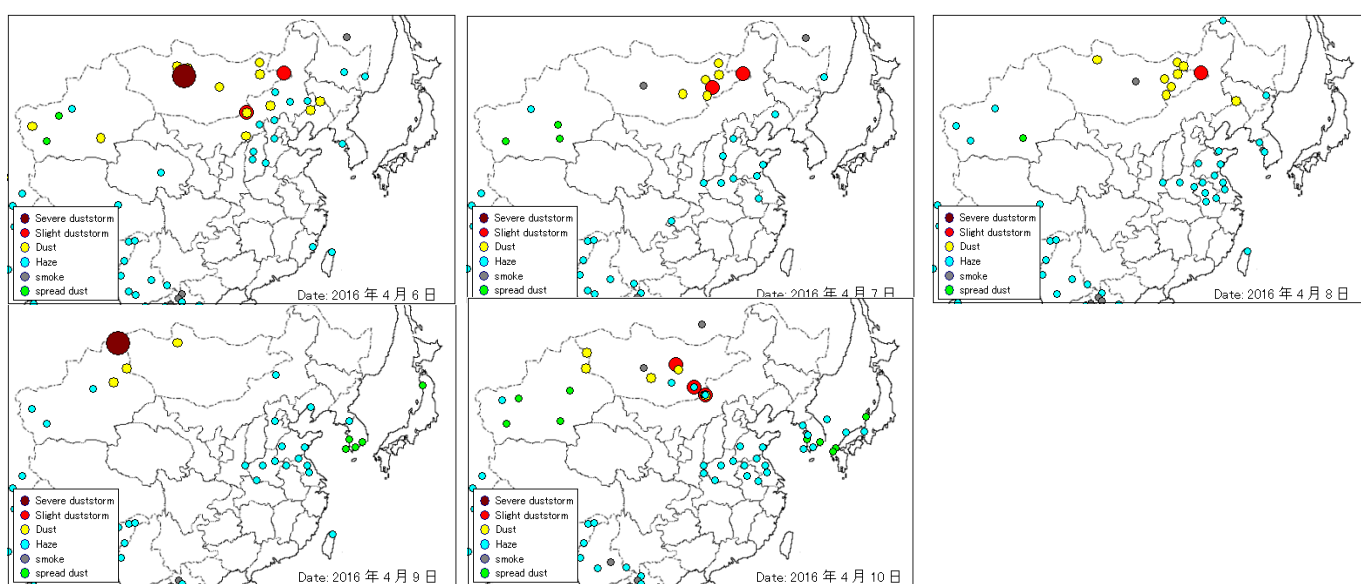 Severe duststorm
Slight duststorm
Dust
Haze
smoke
spread dust
Date: 2016 年 4 月 6 日
Severe duststorm
Slight duststorm
Dust
Haze
smoke
spread dust
Date: 2016 年 4 月 7 日
Severe duststorm
Slight duststorm
Dust
Haze
smoke
spread dust
Date: 2016 年 4 月 8 日
Severe duststorm
Slight duststorm
Dust
Haze
smoke
spread dust
Date: 2016 年 4 月 9 日
Severe duststorm
Slight duststorm
Dust
Haze
smoke
spread dust
Date: 2016 年 4 月 10 日